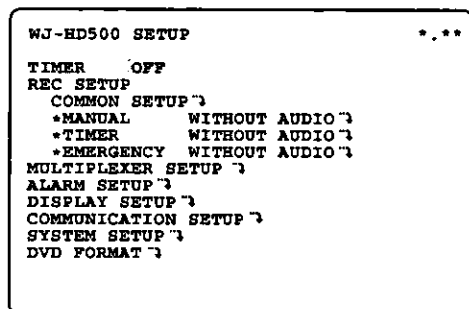 WJ-HD500 SETUP *.**
TIMER OFF
REC SETUP
COMMON SETUP⤵
*MANUAL WITHOUT AUDIO⤵
*TIMER WITHOUT AUDIO⤵
*EMERGENCY WITHOUT AUDIO⤵
MULTIPLEXER SETUP ⤵
ALARM SETUP⤵
DISPLAY SETUP⤵
COMMUNICATION SETUP⤵
SYSTEM SETUP⤵
DVD FORMAT⤵